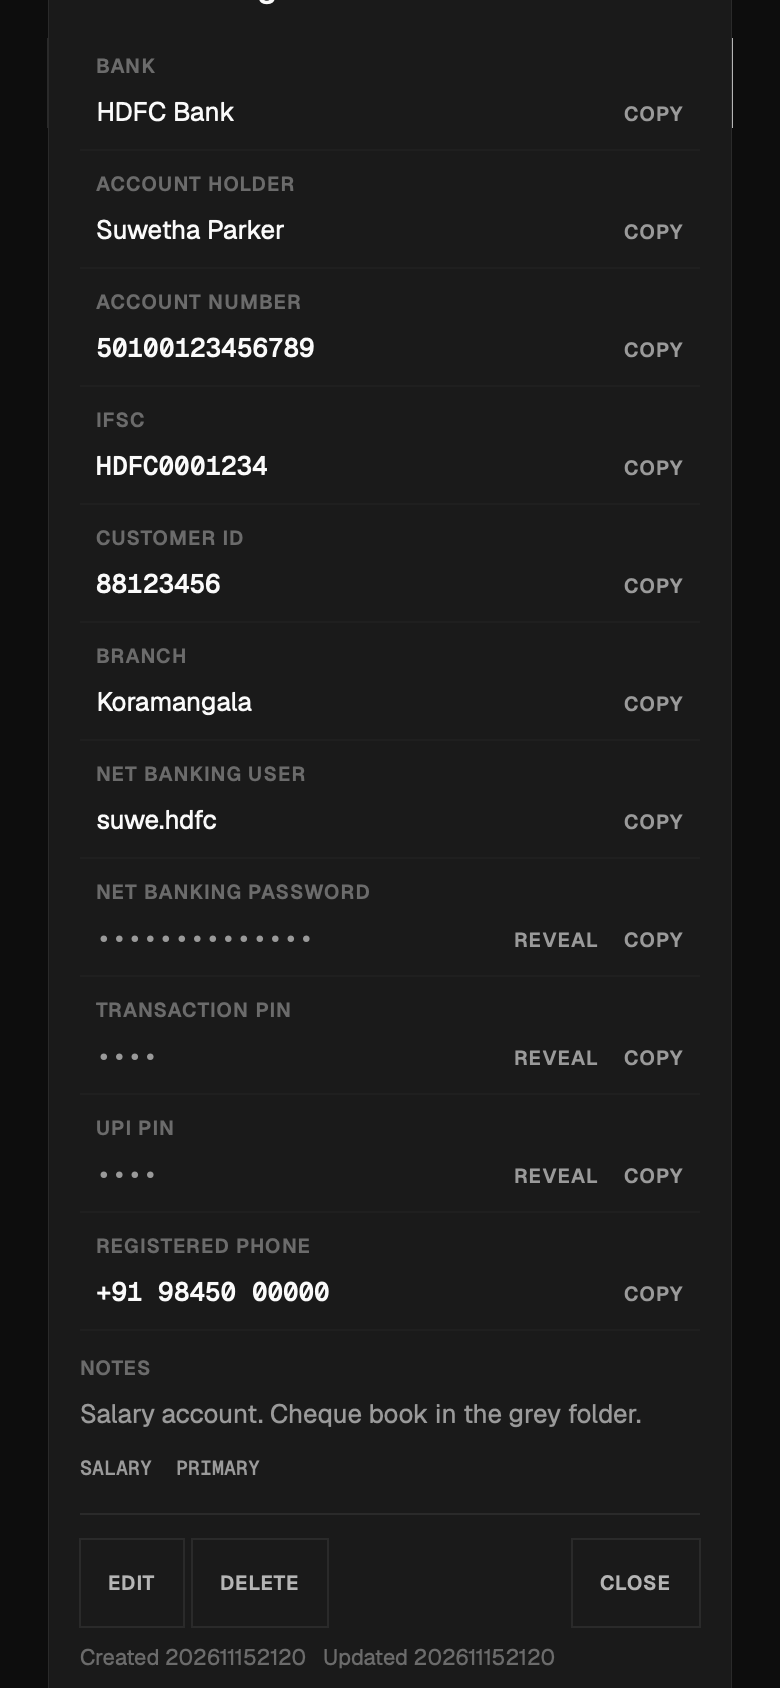 BANK
HDFC Bank COPY
ACCOUNT HOLDER
Suwetha Parker COPY
ACCOUNT NUMBER
50100123456789 COPY
IFSC
HDFC0001234 COPY
CUSTOMER ID
88123456 COPY
BRANCH
Koramangala COPY
NET BANKING USER
suwe.hdfc COPY
NET BANKING PASSWORD
•••••••••••••• REVEAL COPY
TRANSACTION PIN
•••• REVEAL COPY
UPI PIN
•••• REVEAL COPY
REGISTERED PHONE
+91 98450 00000 COPY
NOTES
Salary account. Cheque book in the grey folder.
SALARY PRIMARY
EDIT DELETE CLOSE
Created 202611152120 Updated 202611152120